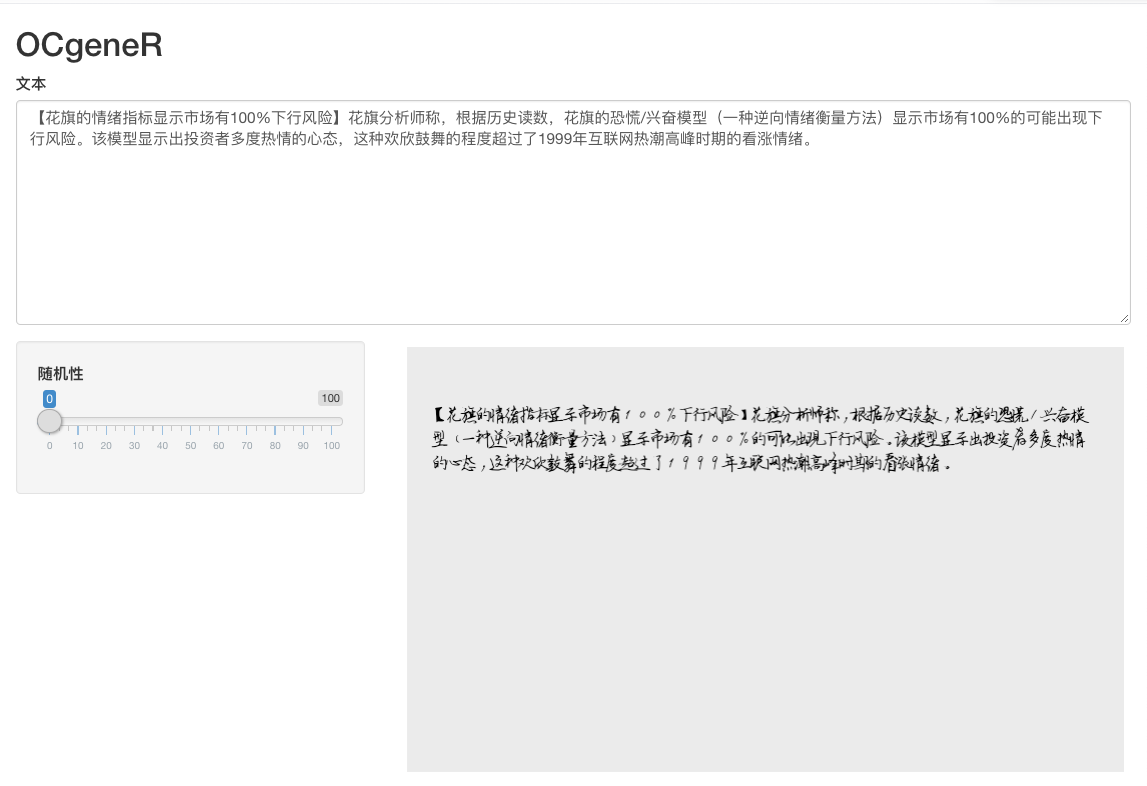 OCgeneR
文本
【花旗的情绪指标显示市场有100%下行风险】花旗分析师称，根据历史读数，花旗的恐慌/兴奋模型（一种逆向情绪衡量方法）显示市场有100%的可能出现下
行风险。该模型显示出投资者多度热情的心态，这种欢欣鼓舞的程度超过了1999年互联网热潮高峰时期的看涨情绪。
随机性
0
100
0 10 20 30 40 50 60 70 80 90 100
【花旗的情绪指标显示市场有100%下行风险】花旗分析师称，根据历史读数，花旗的恐慌/兴奋模
型（一种逆向情绪衡量方法）显示市场有100%的可能出现下行风险。该模型显示出投资者多度热情
的心态，这种欢欣鼓舞的程度超过了1999年互联网热潮高峰时期的看涨情绪。